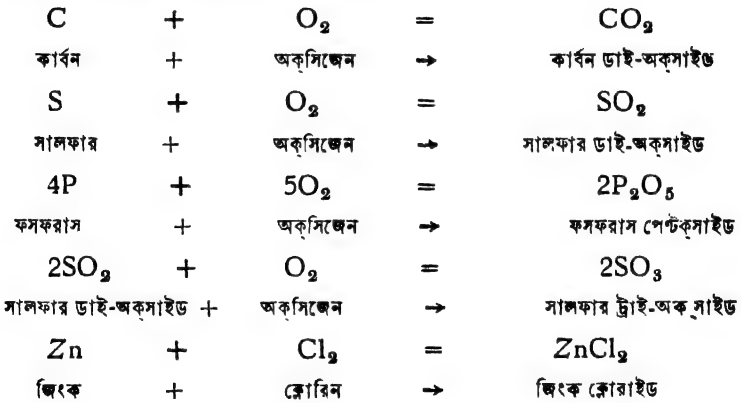 C + O₂ = CO₂
কার্বন + অক্সিজেন → কার্বন ডাই-অক্সাইড
S + O₂ = SO₂
সালফার + অক্সিজেন → সালফার ডাই-অক্সাইড
4P + 5O₂ = 2P₂O₅
ফসফরাস + অক্সিজেন → ফসফরাস পেণ্টক্সাইড
2SO₂ + O₂ = 2SO₃
সালফার ডাই-অক্সাইড + অক্সিজেন → সালফার ট্রাই-অক্সাইড
Zn + Cl₂ = ZnCl₂
জিংক + ক্লোরিন → জিংক ক্লোরাইড